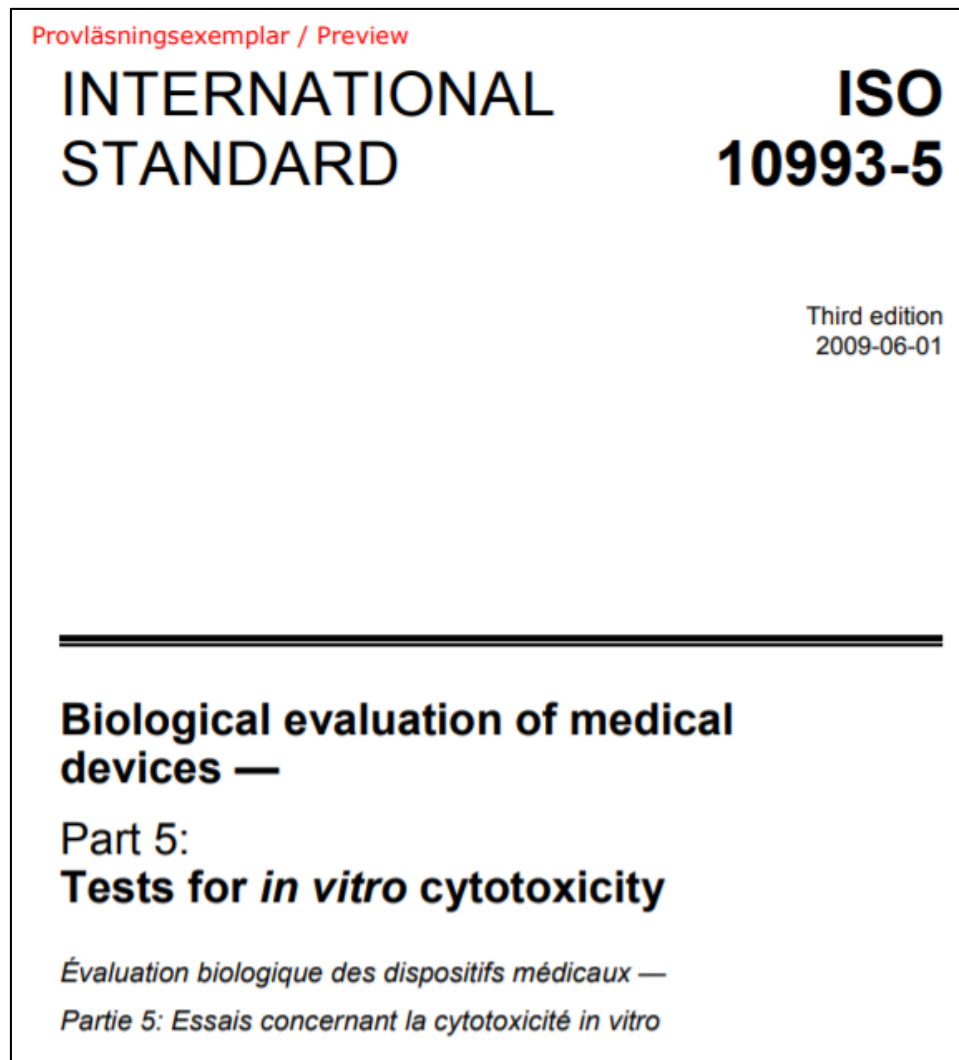 Provläsningsexemplar / Preview
INTERNATIONAL
STANDARD
ISO
10993-5
Third edition
2009-06-01
Biological evaluation of medical
devices —
Part 5:
Tests for in vitro cytotoxicity
Évaluation biologique des dispositifs médicaux —
Partie 5: Essais concernant la cytotoxicité in vitro